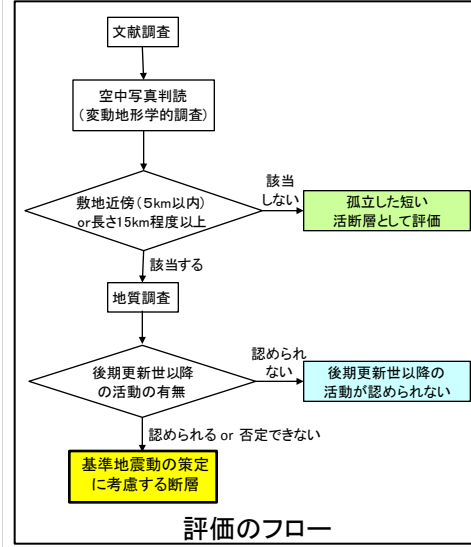 文献調査
空中写真判読
(変動地形学的調査)
敷地近傍(5km以内)
or長さ15km程度以上
該当
しない
孤立した短い
活断層として評価
該当する
地質調査
後期更新世以降
の活動の有無
認められ
ない
後期更新世以降の
活動が認められない
認められる or 否定できない
基準地震動の策定
に考慮する断層
評価のフロー